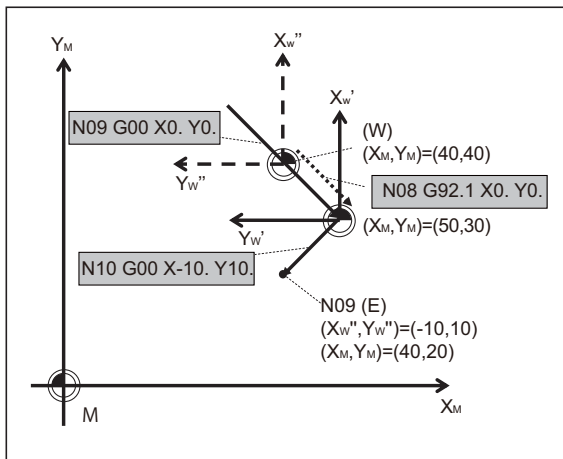 YM
Xw''
Xw'
N09 G00 X0. Y0.
(W)
(XM,YM)=(40,40)
Yw''
N08 G92.1 X0. Y0.
(XM,YM)=(50,30)
Yw'
N10 G00 X-10. Y10.
N09 (E)
(Xw'',Yw'')=(-10,10)
(XM,YM)=(40,20)
M
XM